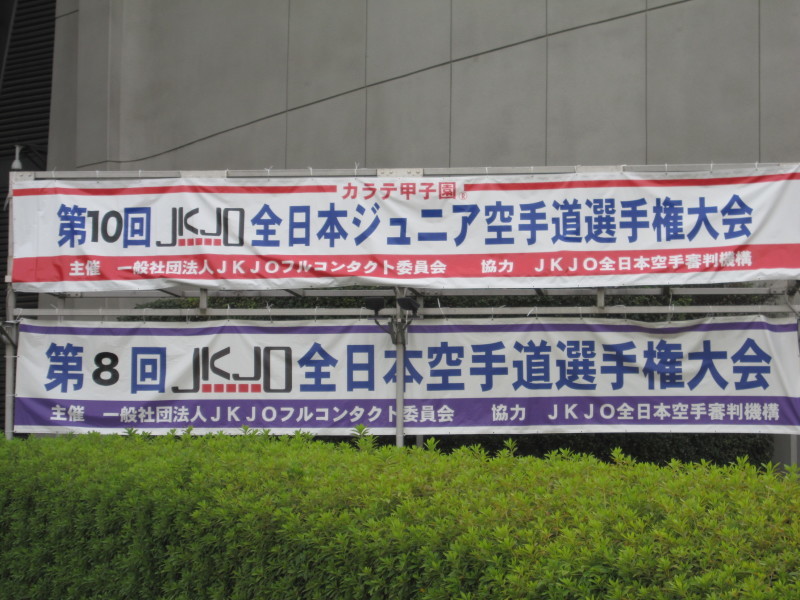 カラテ甲子園
第10回 JKJO 全日本ジュニア空手道選手権大会
主催 一般社団法人JKJOフルコンタクト委員会 協力 JKJO全日本空手審判機構
第8回 JKJO 全日本空手道選手権大会
主催 一般社団法人JKJOフルコンタクト委員会 協力 JKJO全日本空手審判機構